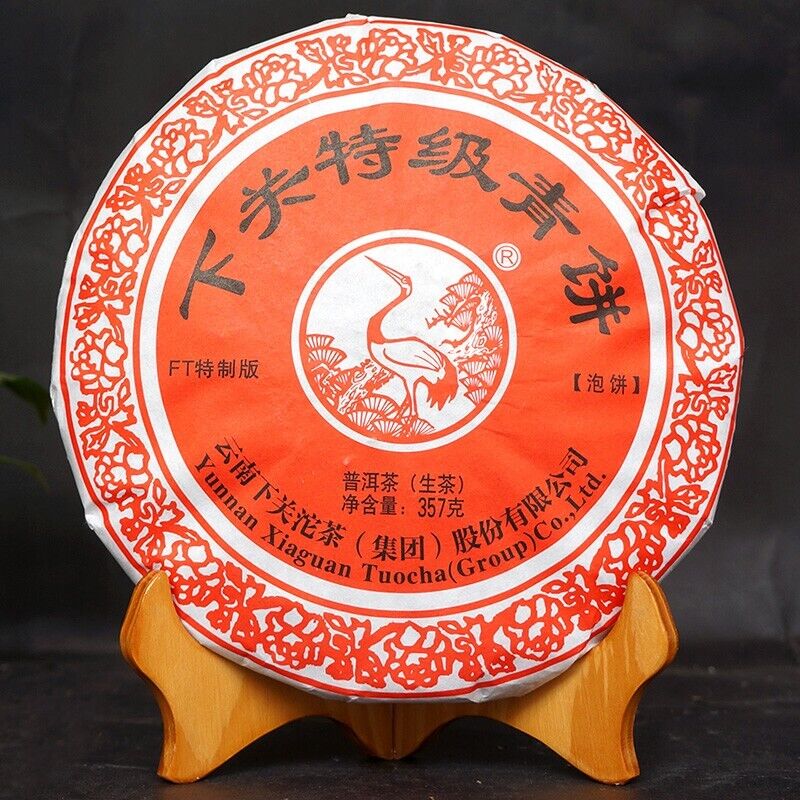 下关特级青饼
®
FT特制版
【泡饼】
普洱茶（生茶）
净含量：357克
云南下关沱茶（集团）股份有限公司
Yunnan Xiaguan Tuocha(Group)Co.,Ltd.